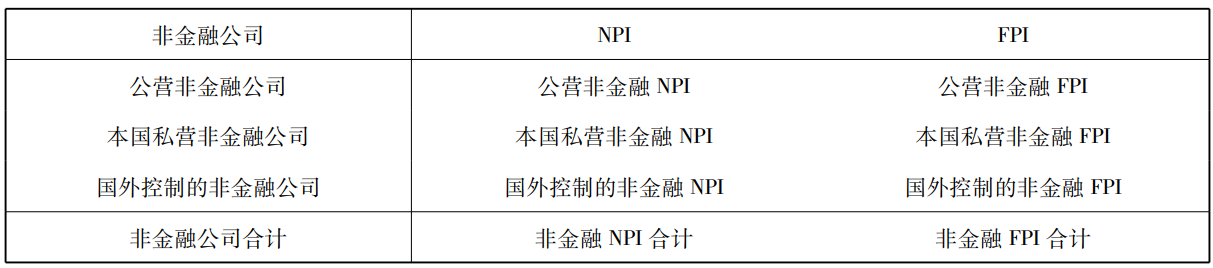 非金融公司 NPI FPI
公营非金融公司 公营非金融 NPI 公营非金融 FPI
本国私营非金融公司 本国私营非金融 NPI 本国私营非金融 FPI
国外控制的非金融公司 国外控制的非金融 NPI 国外控制的非金融 FPI
非金融公司合计 非金融 NPI 合计 非金融 FPI 合计